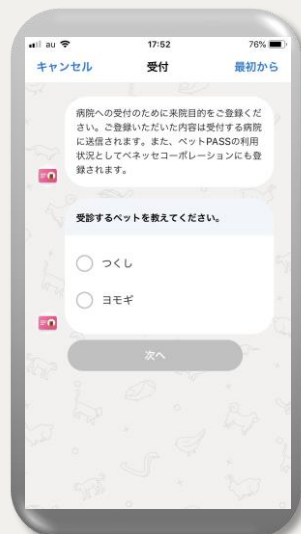 au 17:52 76%
キャンセル 受付 最初から
病院への受付のために来院目的をご登録くだ
さい。ご登録いただいた内容は受付する病院
に送信されます。また、ペットPASSの利用
状況としてベネッセコーポレーションにも登
録されます。
受診するペットを教えてください。
つくし
ヨモギ
次へ